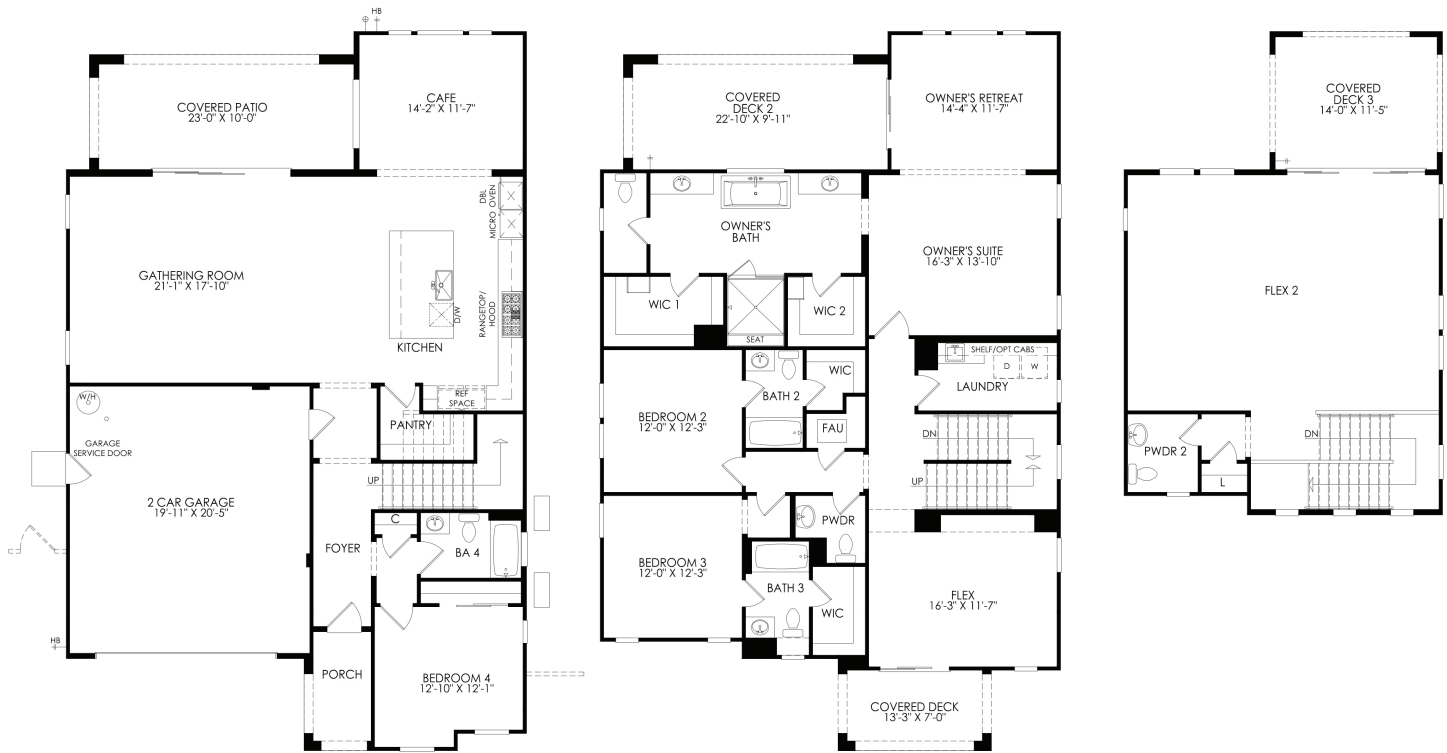 HB
COVERED PATIO
23'-0" X 10'-0"
CAFE
14'-2" X 11'-7"
DBL
MICRO OVEN
GATHERING ROOM
21'-1" X 17'-10"
D/W
RANGETOP/
HOOD
KITCHEN
REF
SPACE
W/H
PANTRY
GARAGE
SERVICE DOOR
UP
2 CAR GARAGE
19'-11" X 20'-5"
C
FOYER
BA 4
HB
PORCH
BEDROOM 4
12'-10" X 12'-1"
COVERED
DECK 2
22'-10" X 9'-11"
OWNER'S RETREAT
14'-4" X 11'-7"
OWNER'S
BATH
OWNER'S SUITE
16'-3" X 13'-10"
WIC 1
WIC 2
SEAT
SHELF/OPT CABS
D
W
LAUNDRY
WIC
BATH 2
BEDROOM 2
12'-0" X 12'-3"
FAU
DN
UP
PWDR
BEDROOM 3
12'-0" X 12'-3"
BATH 3
WIC
FLEX
16'-3" X 11'-7"
COVERED DECK
13'-3" X 7'-0"
COVERED
DECK 3
14'-0" X 11'-5"
FLEX 2
DN
PWDR 2
L